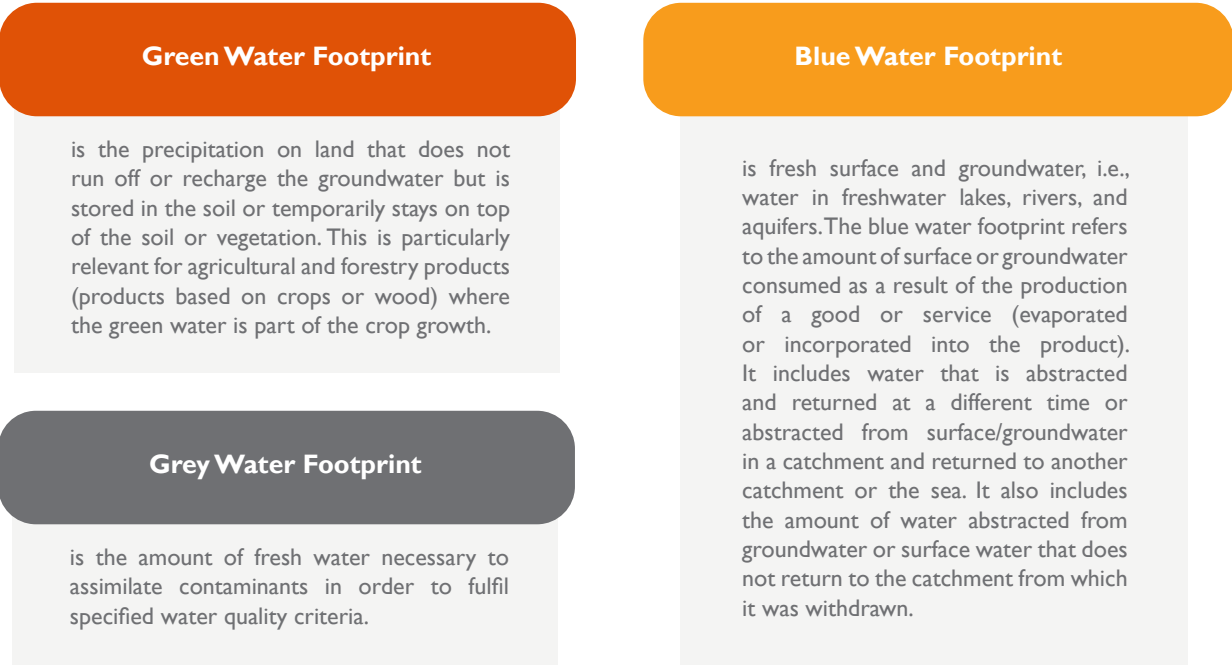 Green Water Footprint
is the precipitation on land that does not
run off or recharge the groundwater but is
stored in the soil or temporarily stays on top
of the soil or vegetation. This is particularly
relevant for agricultural and forestry products
(products based on crops or wood) where
the green water is part of the crop growth.
Grey Water Footprint
is the amount of fresh water necessary to
assimilate contaminants in order to fulfil
specified water quality criteria.
Blue Water Footprint
is fresh surface and groundwater, i.e.,
water in freshwater lakes, rivers, and
aquifers. The blue water footprint refers
to the amount of surface or groundwater
consumed as a result of the production
of a good or service (evaporated
or incorporated into the product).
It includes water that is abstracted
and returned at a different time or
abstracted from surface/groundwater
in a catchment and returned to another
catchment or the sea. It also includes
the amount of water abstracted from
groundwater or surface water that does
not return to the catchment from which
it was withdrawn.